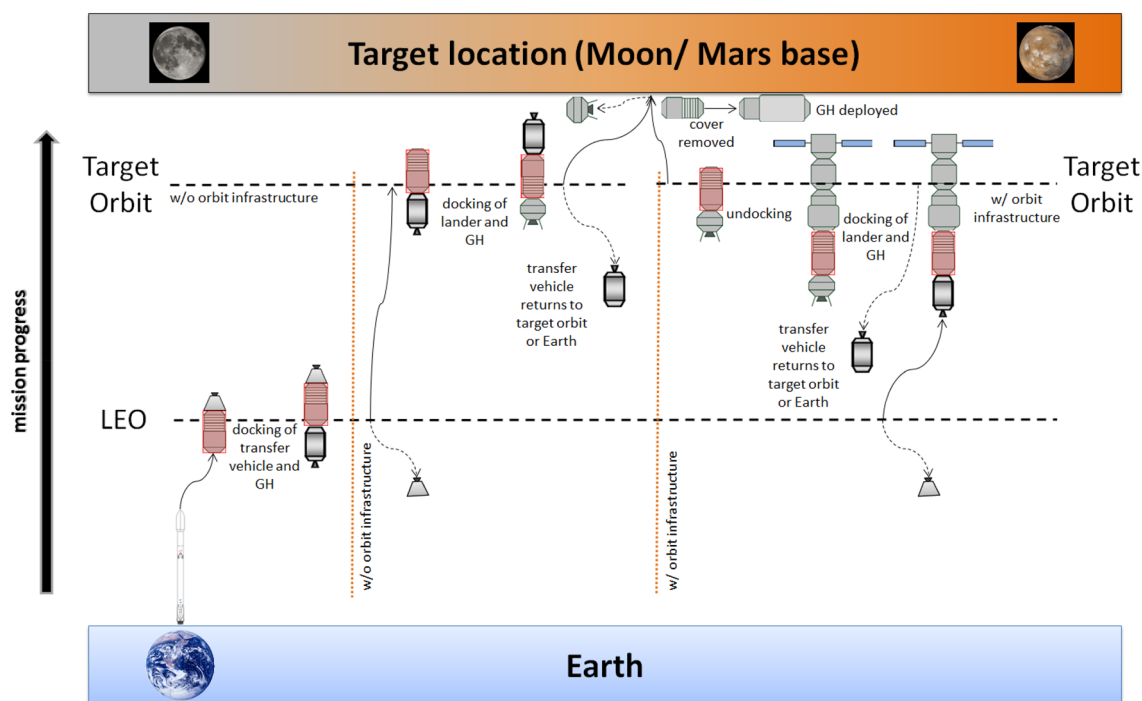 Target location (Moon/ Mars base)
GH deployed
cover
removed
Target
Orbit
w/o orbit infrastructure
docking of
lander and
GH
undocking
docking of
lander and
GH
w/ orbit
infrastructure
Target
Orbit
transfer
vehicle
returns to
target orbit
or Earth
transfer
vehicle
returns to
target orbit
or Earth
mission progress
LEO
docking of
transfer
vehicle and
GH
w/o orbit infrastructure
w/ orbit infrastructure
Earth